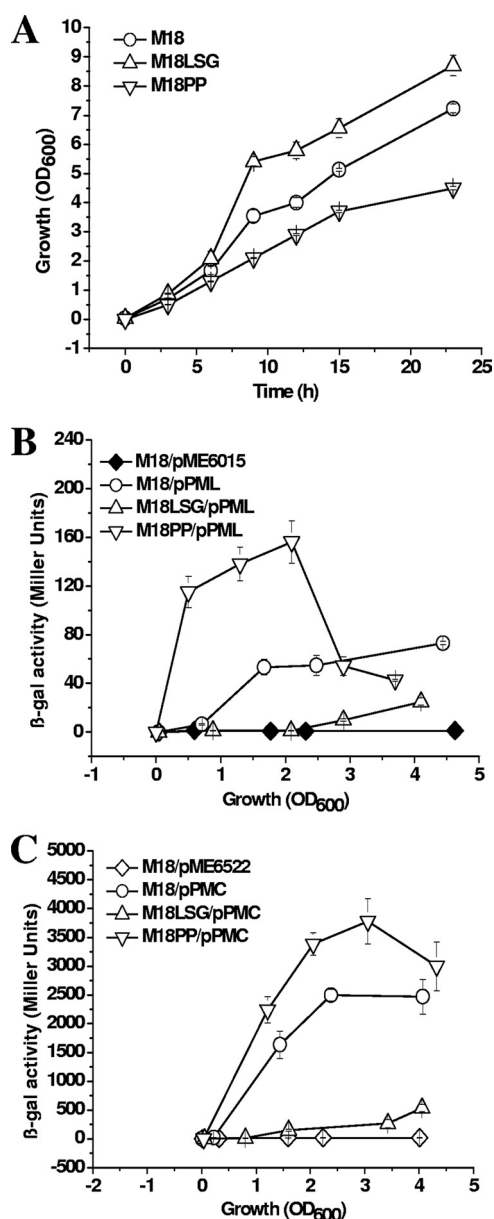 A
M18
M18LSG
M18PP
Growth (OD600)
9
8
7
6
5
4
3
2
1
0
-1
0 5 10 15 20 25
Time (h)
B
M18/pME6015
M18/pPML
M18LSG/pPML
M18PP/pPML
ß-gal activity (Miller Units)
240
200
160
120
80
40
0
-1 0 1 2 3 4 5
Growth (OD600)
C
M18/pME6522
M18/pPMC
M18LSG/pPMC
M18PP/pPMC
ß-gal activity (Miller Units)
5000
4500
4000
3500
3000
2500
2000
1500
1000
500
0
-500
-2 -1 0 1 2 3 4 5
Growth (OD600)